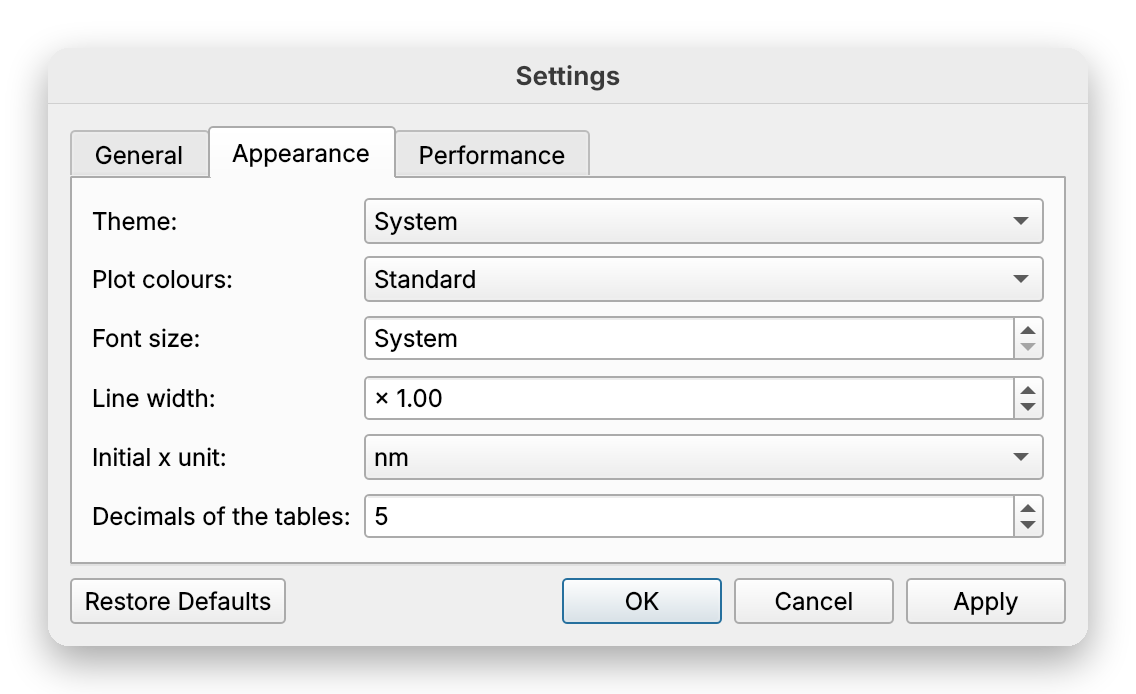 Settings
General Appearance Performance
Theme: System
Plot colours: Standard
Font size: System
Line width: × 1.00
Initial x unit: nm
Decimals of the tables: 5
Restore Defaults OK Cancel Apply